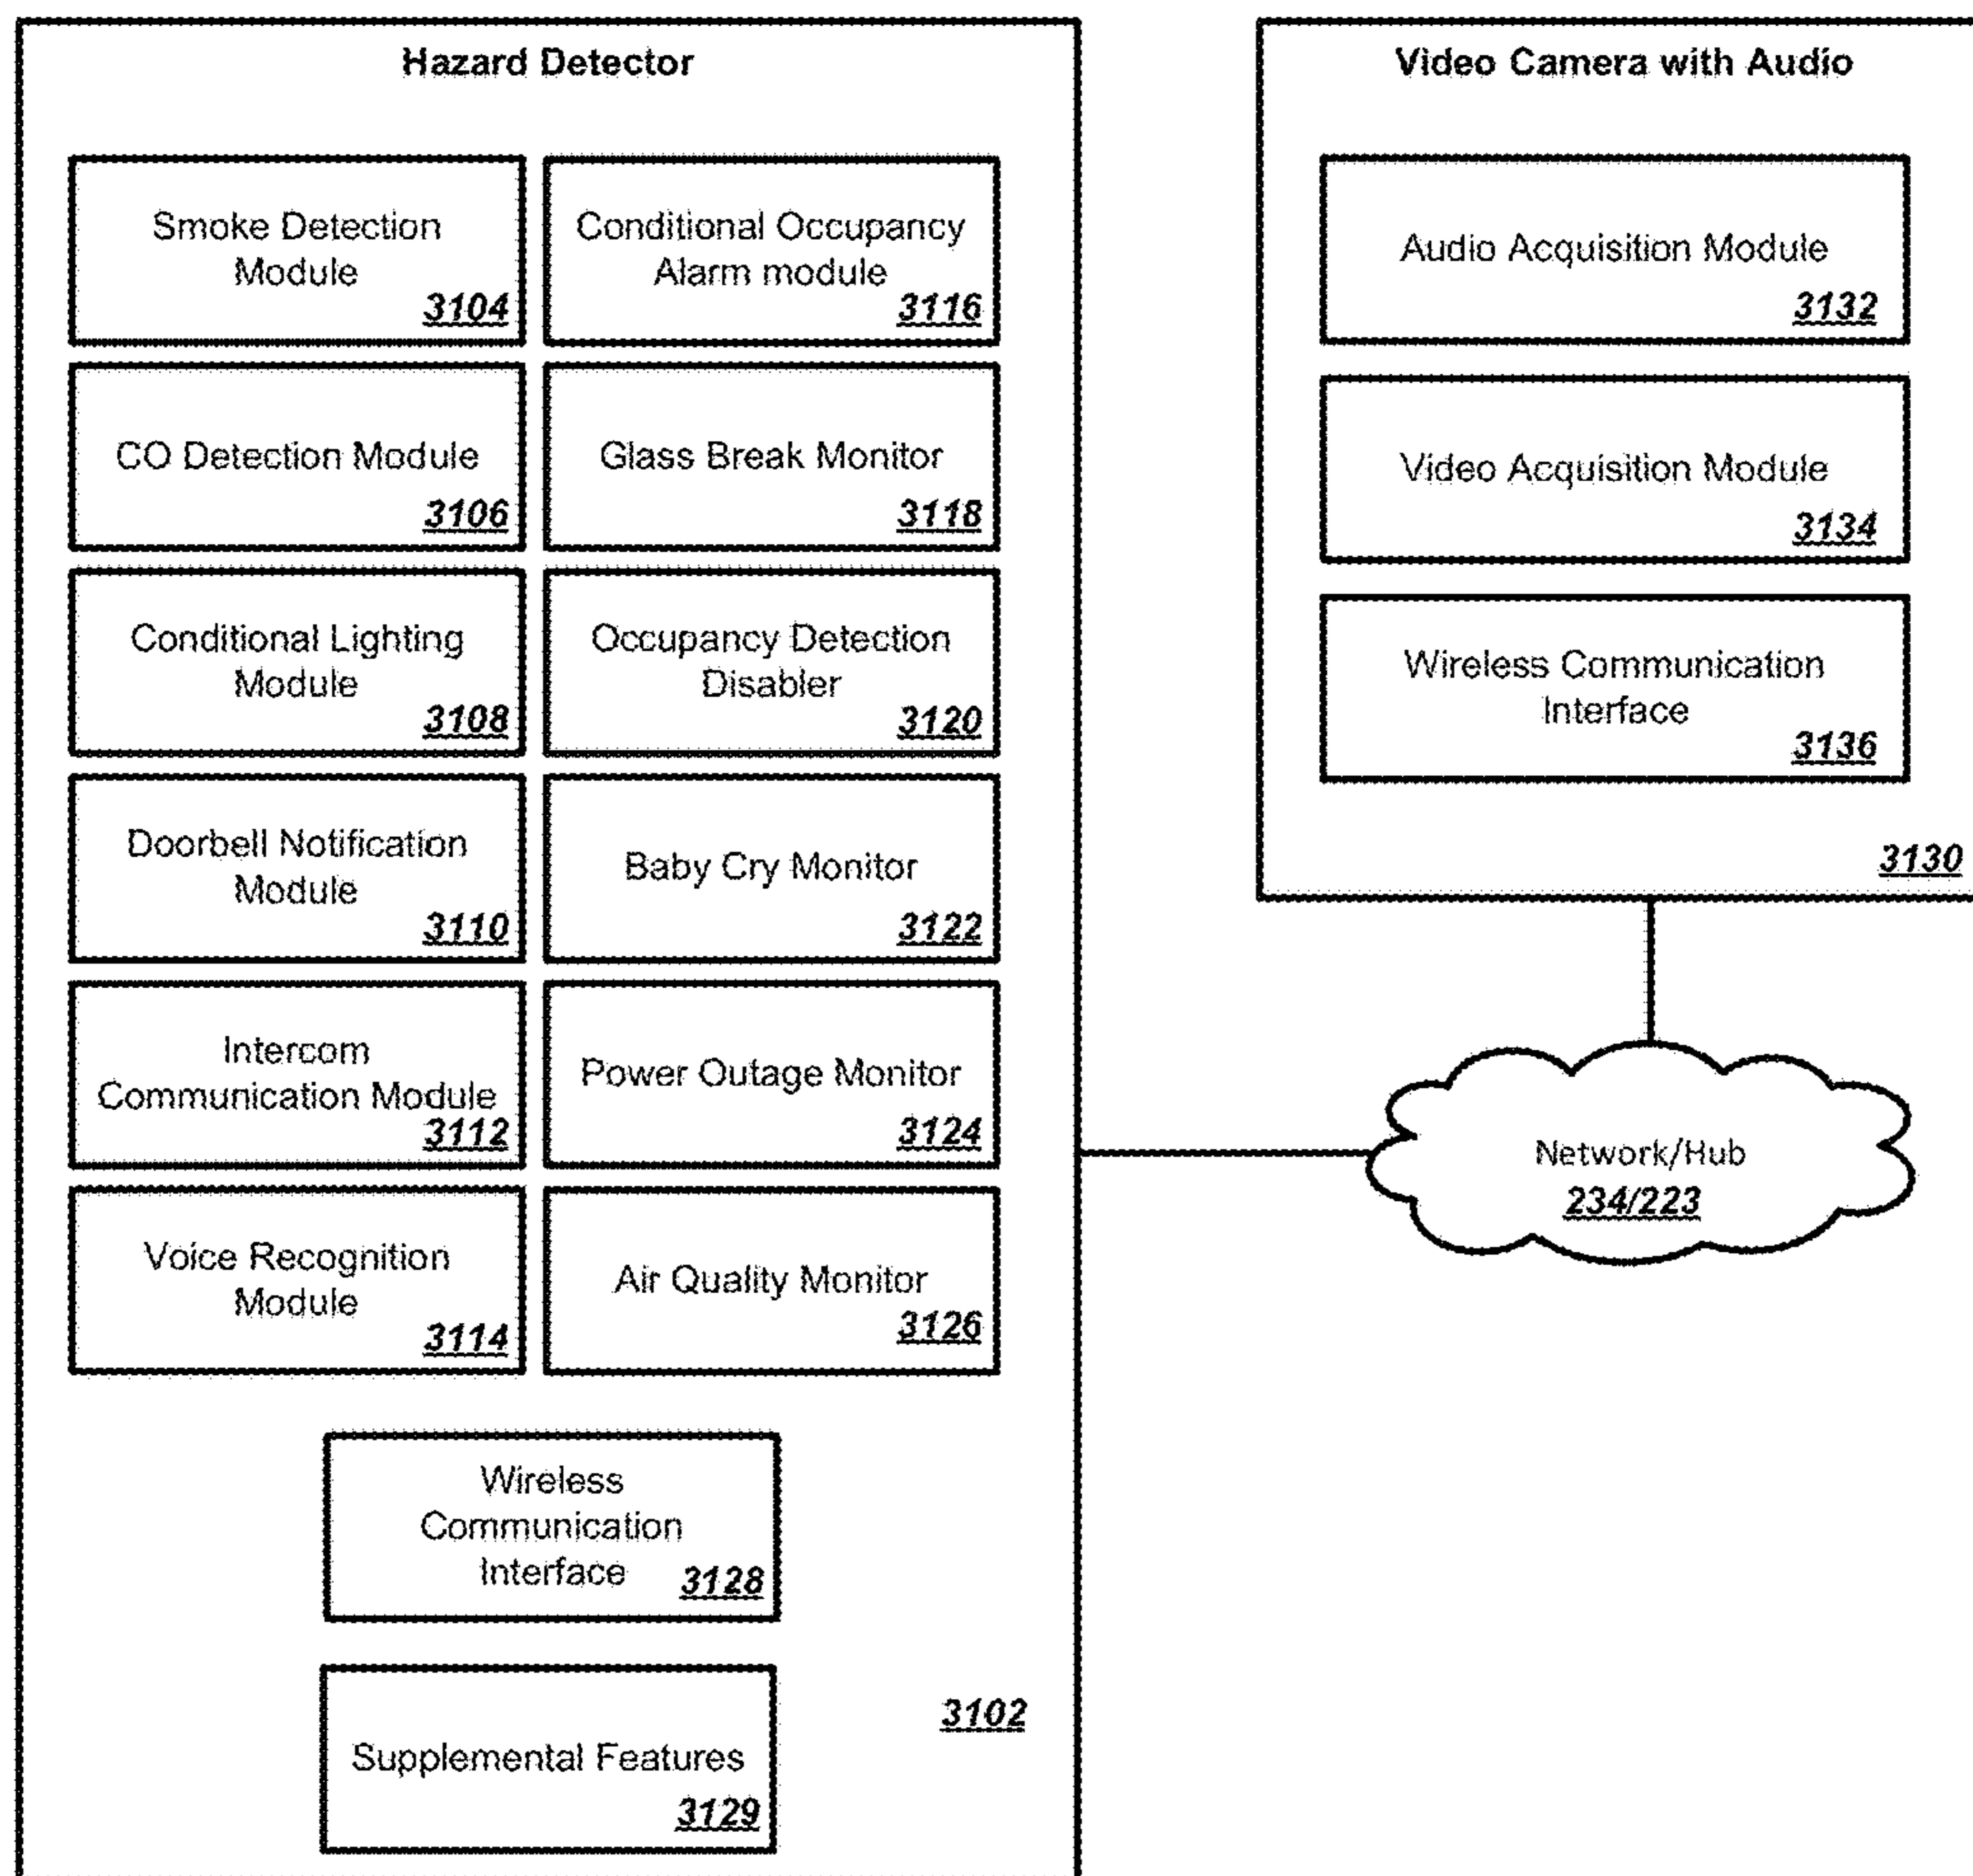 Hazard Detector
Smoke Detection
Module
3104
Conditional Occupancy
Alarm module
3116
CO Detection Module
3106
Glass Break Monitor
3118
Conditional Lighting
Module
3108
Occupancy Detection
Disabler
3120
Doorbell Notification
Module
3110
Baby Cry Monitor
3122
Intercom
Communication Module
3112
Power Outage Monitor
3124
Voice Recognition
Module
3114
Air Quality Monitor
3126
Wireless
Communication
Interface
3128
Supplemental Features
3129
3102
Video Camera with Audio
Audio Acquisition Module
3132
Video Acquisition Module
3134
Wireless Communication
Interface
3136
3130
Network/Hub
234/223